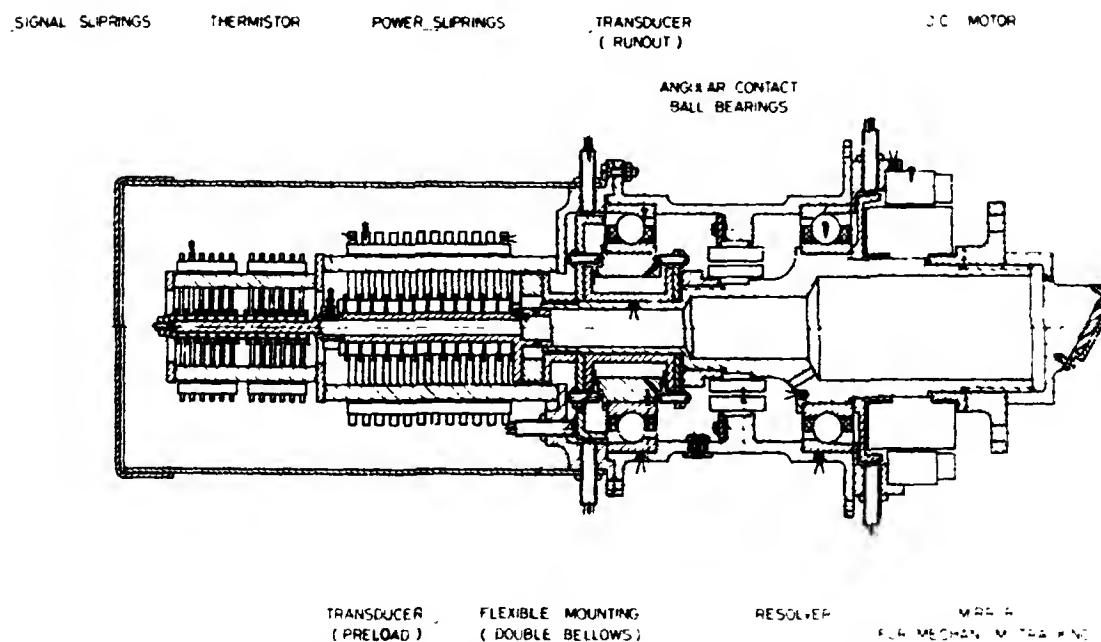 SIGNAL SLIPRINGS
THERMISTOR
POWER SLIPRINGS
TRANSDUCER
( RUNOUT )
MOTOR
ANGULAR CONTACT
BALL BEARINGS
TRANSDUCER
( PRELOAD )
FLEXIBLE MOUNTING
( DOUBLE BELLOWS )
RESOLVER